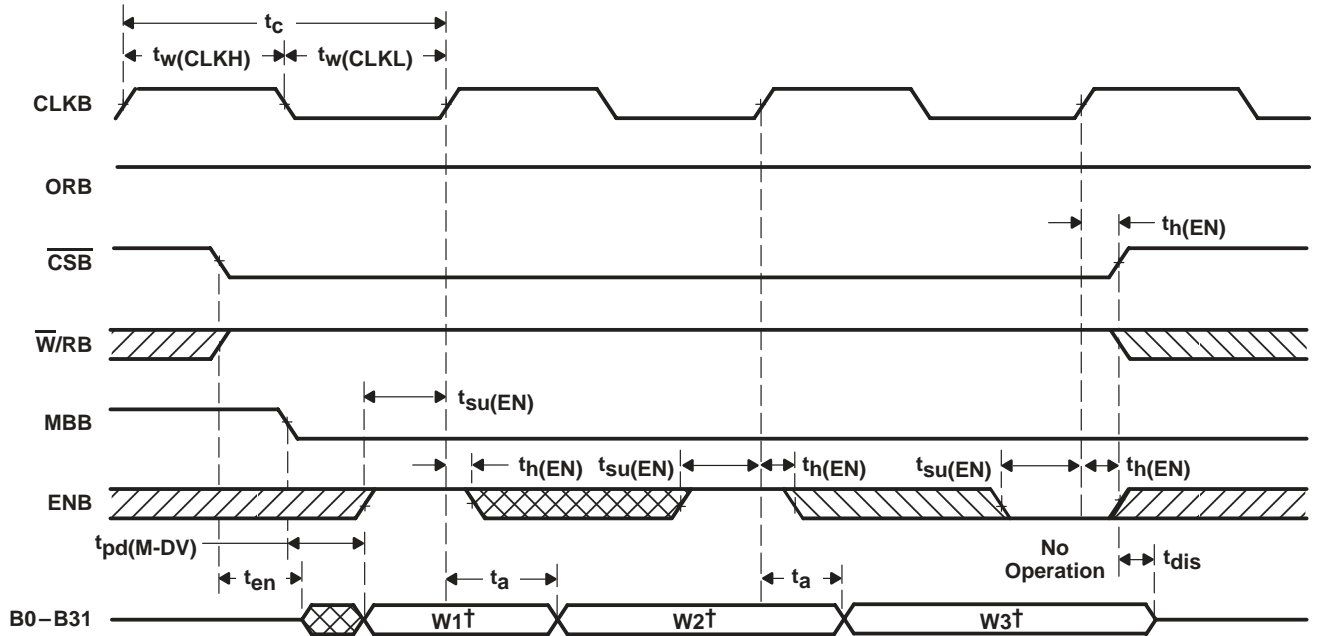 tc
tw(CLKH)
tw(CLKL)
CLKB
ORB
th(EN)
CSB
W/RB
tsu(EN)
MBB
th(EN)
tsu(EN)
th(EN)
tsu(EN)
th(EN)
ENB
tpd(M-DV)
No
Operation
tdis
ten
ta
ta
B0–B31
W1†
W2†
W3†